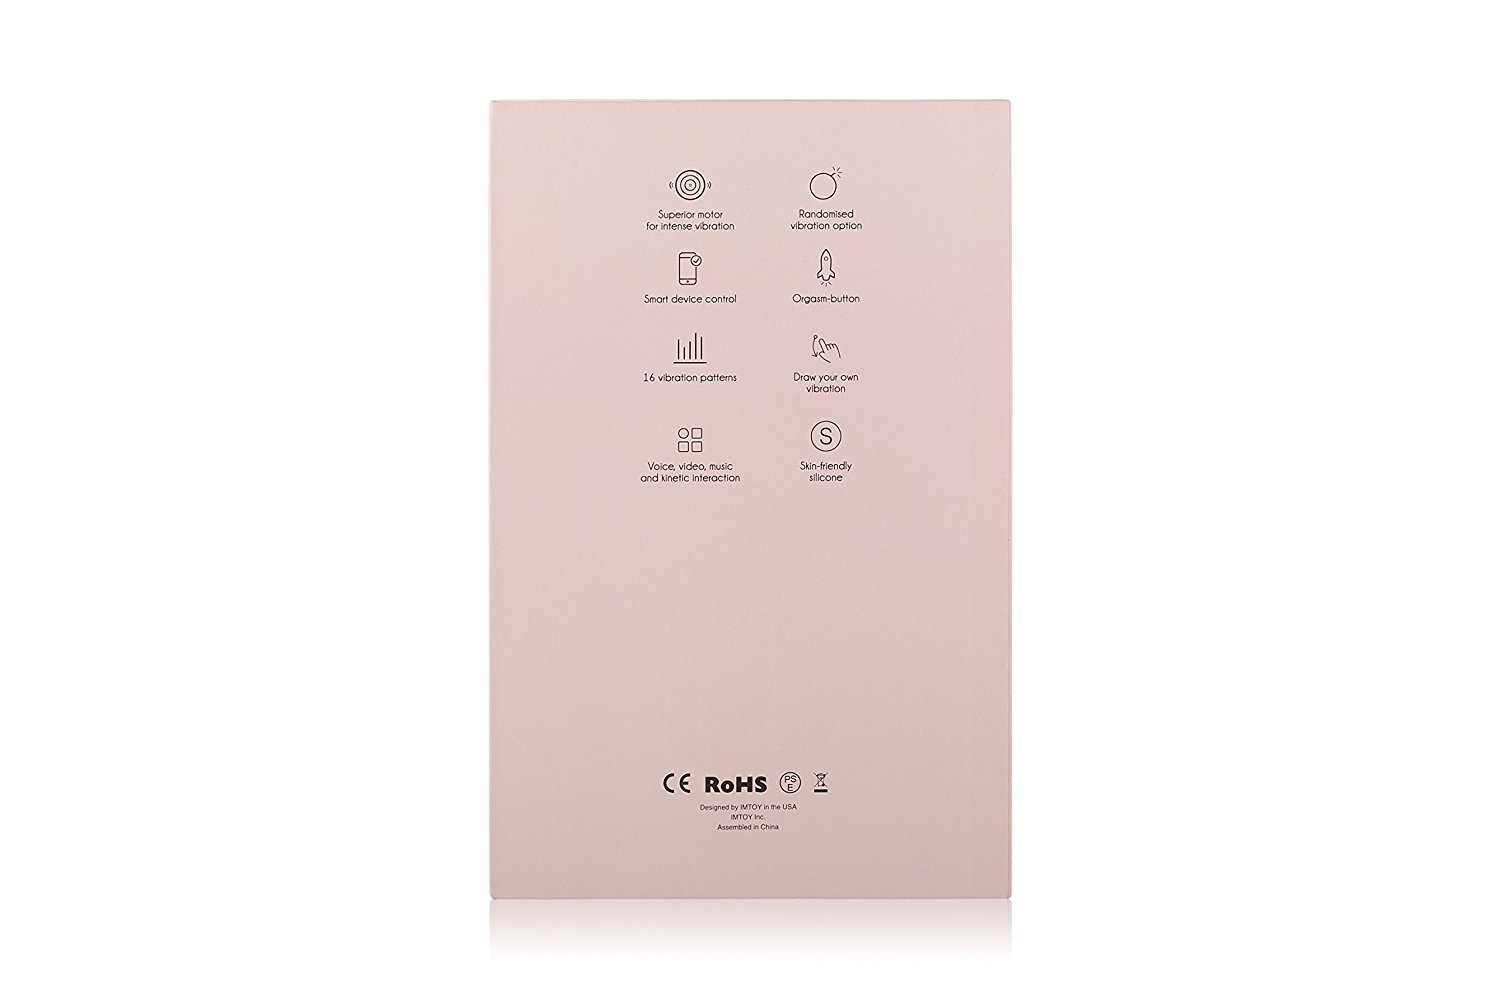 Superior motor
for intense vibration
Randomised
vibration option
Smart device control
Orgasm-button
16 vibration patterns
Draw your own
vibration
Voice, video, music
and kinetic interaction
S
Skin-friendly
silicone
CE RoHS PS E
Designed by IMTOY in the USA
IMTOY Inc.
Assembled in China